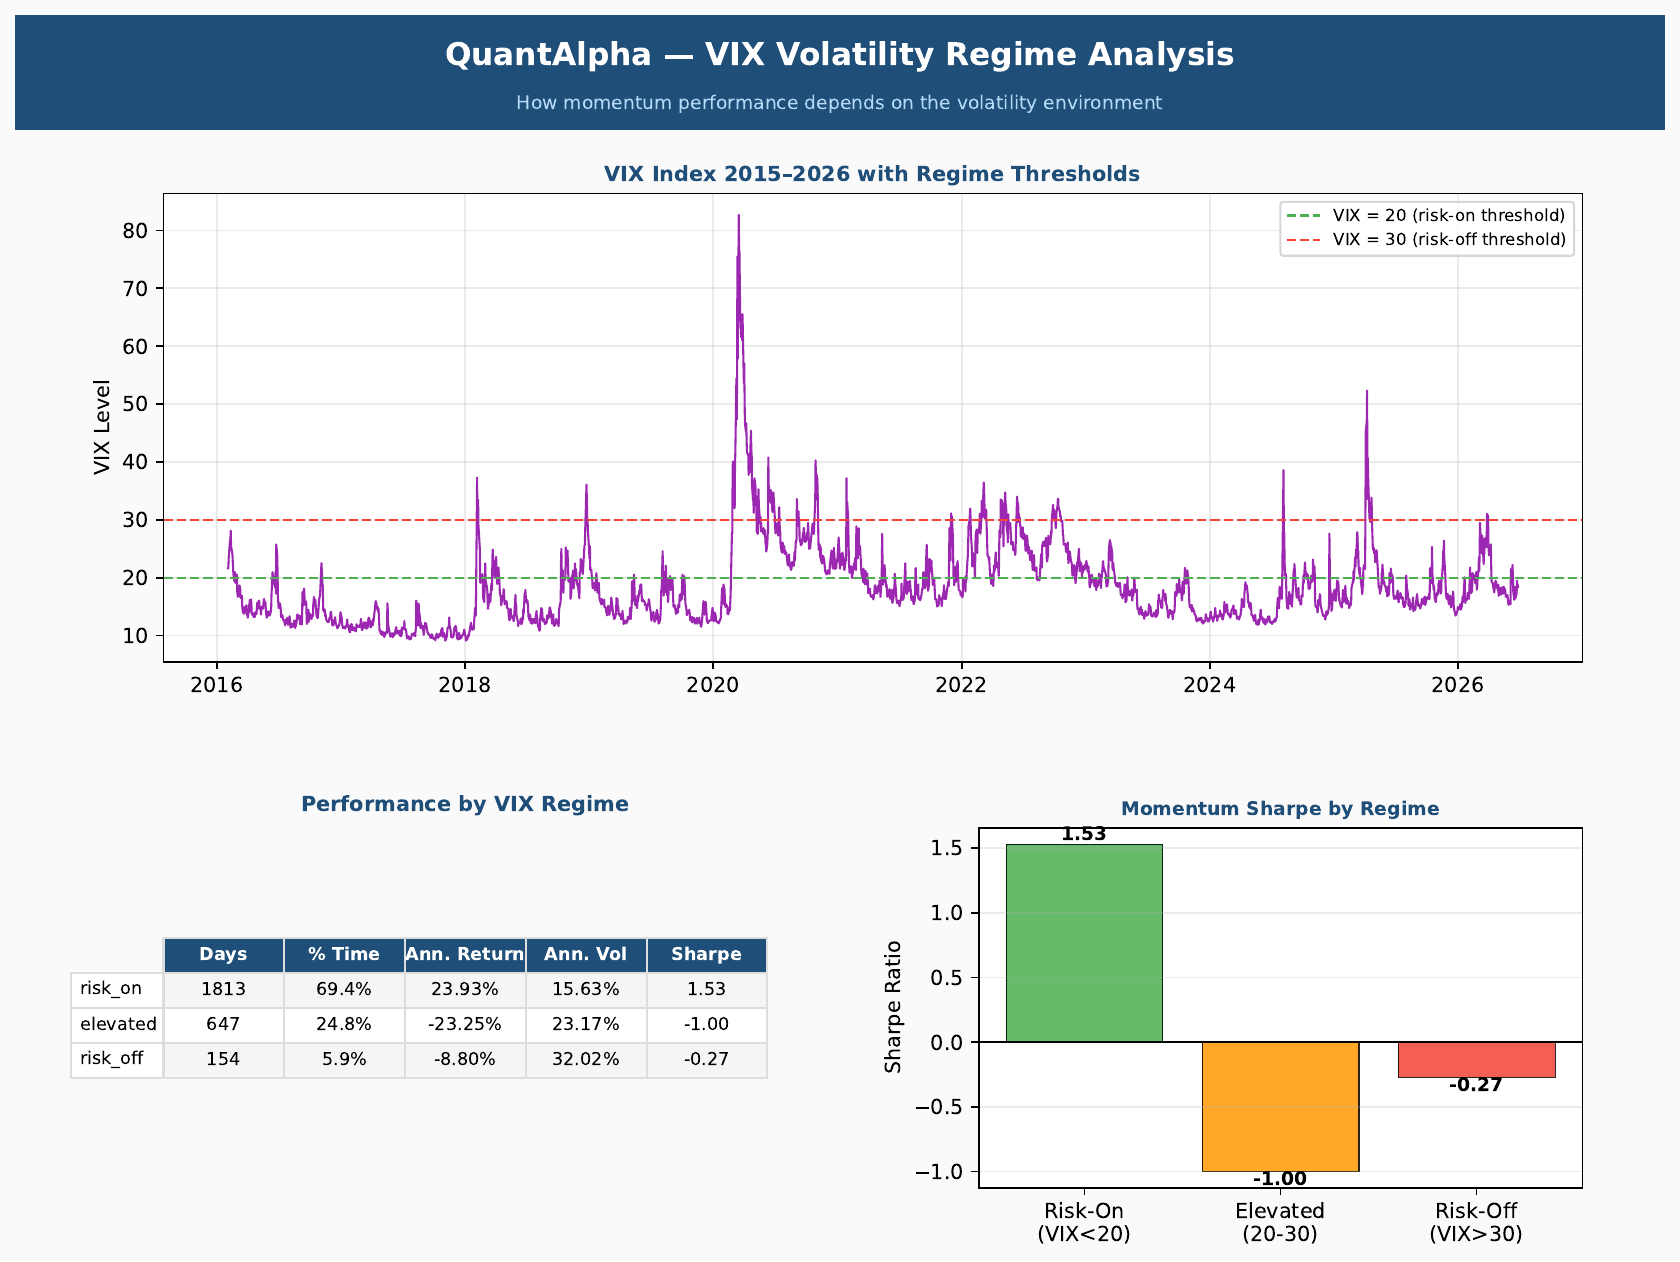 QuantAlpha — VIX Volatility Regime Analysis
How momentum performance depends on the volatility environment
VIX Index 2015–2026 with Regime Thresholds
VIX = 20 (risk-on threshold)
VIX = 30 (risk-off threshold)
VIX Level
80
70
60
50
40
30
20
10
2016 2018 2020 2022 2024 2026
Performance by VIX Regime
Days % Time Ann. Return Ann. Vol Sharpe
risk_on 1813 69.4% 23.93% 15.63% 1.53
elevated 647 24.8% -23.25% 23.17% -1.00
risk_off 154 5.9% -8.80% 32.02% -0.27
Momentum Sharpe by Regime
Sharpe Ratio
1.5
1.0
0.5
0.0
−0.5
−1.0
1.53
-1.00
-0.27
Risk-On Elevated Risk-Off
(VIX<20) (20-30) (VIX>30)